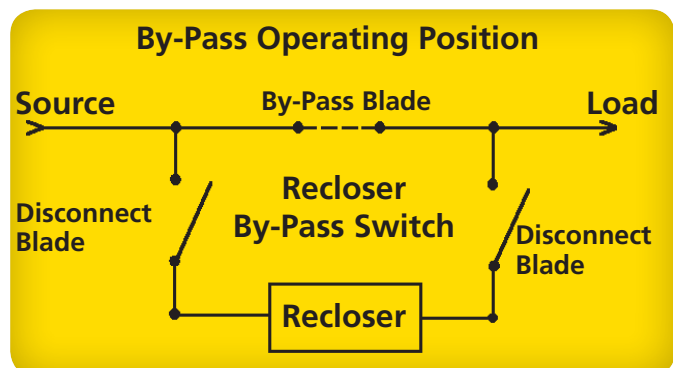 By-Pass Operating Position
Source
By-Pass Blade
Load
Disconnect
Blade
Recloser
By-Pass Switch
Disconnect
Blade
Recloser